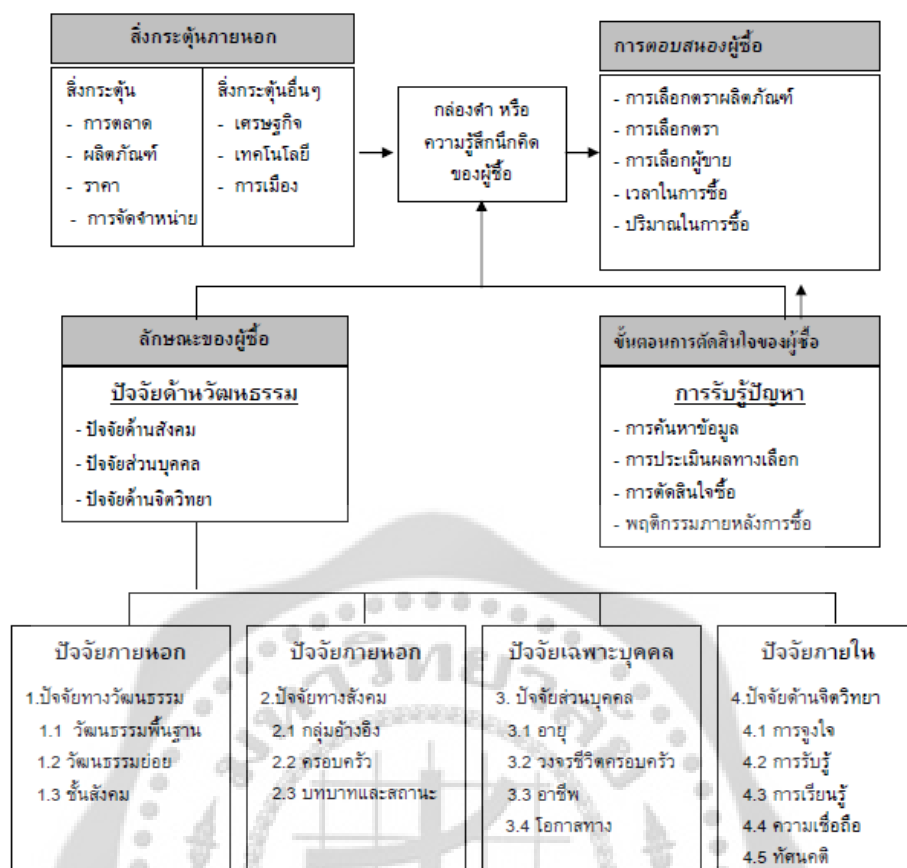 สิ่งกระตุ้นภายนอก
สิ่งกระตุ้น
- การตลาด
- ผลิตภัณฑ์
- ราคา
- การจัดจำหน่าย
สิ่งกระตุ้นอื่นๆ
- เศรษฐกิจ
- เทคโนโลยี
- การเมือง
กล่องดำ หรือ
ความรู้สึกนึกคิด
ของผู้ซื้อ
การตอบสนองผู้ซื้อ
- การเลือกตราผลิตภัณฑ์
- การเลือกตรา
- การเลือกผู้ขาย
- เวลาในการซื้อ
- ปริมาณในการซื้อ
ลักษณะของผู้ซื้อ
ปัจจัยด้านวัฒนธรรม
- ปัจจัยด้านสังคม
- ปัจจัยส่วนบุคคล
- ปัจจัยด้านจิตวิทยา
ขั้นตอนการตัดสินใจของผู้ซื้อ
การรับรู้ปัญหา
- การค้นหาข้อมูล
- การประเมินผลทางเลือก
- การตัดสินใจซื้อ
- พฤติกรรมภายหลังการซื้อ
ปัจจัยภายนอก
1.ปัจจัยทางวัฒนธรรม
1.1 วัฒนธรรมพื้นฐาน
1.2 วัฒนธรรมย่อย
1.3 ชั้นสังคม
ปัจจัยภายนอก
2.ปัจจัยทางสังคม
2.1 กลุ่มอ้างอิง
2.2 ครอบครัว
2.3 บทบาทและสถานะ
ปัจจัยเฉพาะบุคคล
3. ปัจจัยส่วนบุคคล
3.1 อายุ
3.2 วงจรชีวิตครอบครัว
3.3 อาชีพ
3.4 โอกาสทาง
ปัจจัยภายใน
4.ปัจจัยด้านจิตวิทยา
4.1 การจูงใจ
4.2 การรับรู้
4.3 การเรียนรู้
4.4 ความเชื่อถือ
4.5 ทัศนคติ